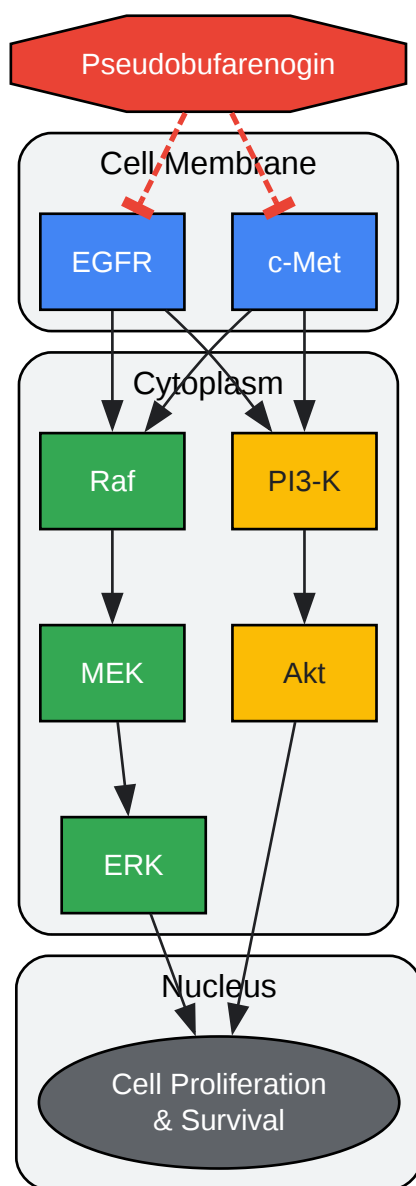 Pseudobufarenogin
Cell Membrane
EGFR
c-Met
Cytoplasm
Raf
PI3-K
MEK
Akt
ERK
Nucleus
Cell Proliferation
& Survival